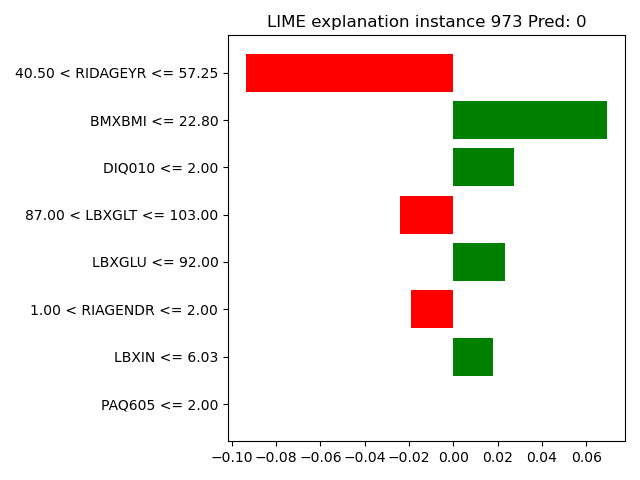 LIME explanation instance 973 Pred: 0
40.50 < RIDAGEYR <= 57.25
BMXBMI <= 22.80
DIQ010 <= 2.00
87.00 < LBXGLT <= 103.00
LBXGLU <= 92.00
1.00 < RIAGENDR <= 2.00
LBXIN <= 6.03
PAQ605 <= 2.00
−0.10 −0.08 −0.06 −0.04 −0.02 0.00 0.02 0.04 0.06